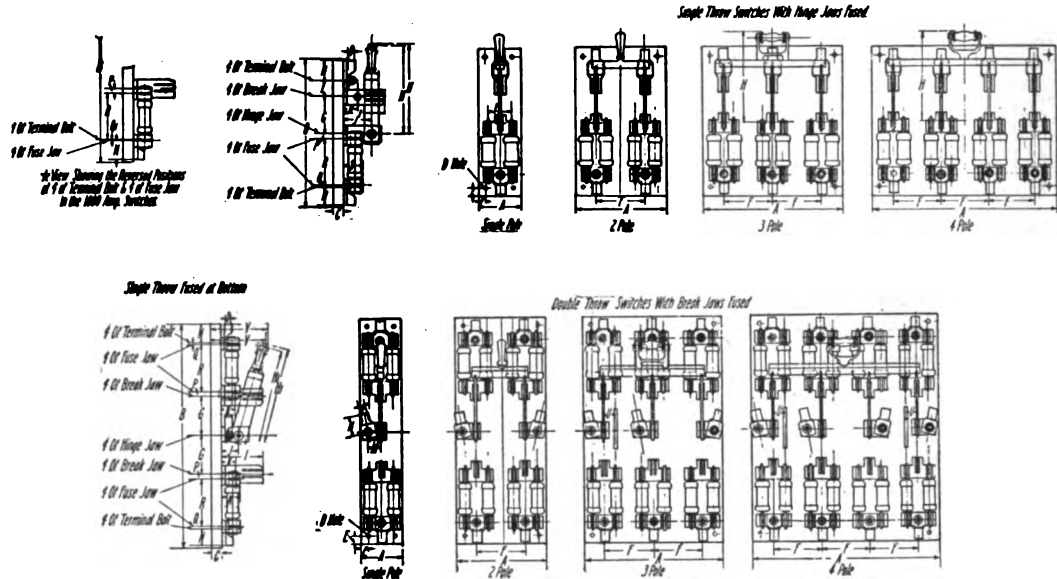 Single Throw Switches With Hinge Jaws Fused
¢ Of Terminal Bolt
¢ Of Break Jaw
¢ Of Hinge Jaw
¢ Of Fuse Jaw
¢ Of Terminal Bolt
¢ Of Terminal Bolt
¢ Of Fuse Jaw
☆ View Showing the Reversed Positions
of ¢ of Terminal Bolt & ¢ of Fuse Jaw
In the Amp. Switches
C
H
H
H
D Hole
A
Single Pole
F
A
2 Pole
F
F
A
3 Pole
F
F
F
A
4 Pole
Single Throw Fused at Bottom
Double Throw Switches With Break Jaws Fused
¢ Of Terminal Bolt
¢ Of Fuse Jaw
¢ Of Break Jaw
B
¢ Of Hinge Jaw
¢ Of Break Jaw
¢ Of Fuse Jaw
¢ Of Terminal Bolt
N
V
R
P
G
G
I
P
R
N
C
D Hole
E
A
Single Pole
F
A
2 Pole
F
F
A
3 Pole
F
F
F
A
4 Pole